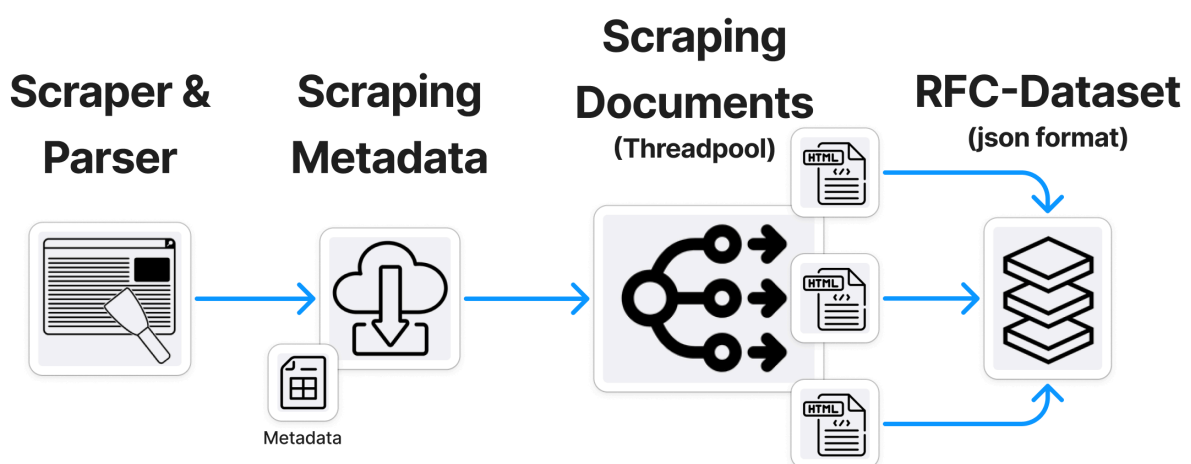 Scraper &
Parser
Scraping
Metadata
Metadata
Scraping
Documents
(Threadpool)
HTML
</>
HTML
</>
HTML
</>
RFC-Dataset
(json format)